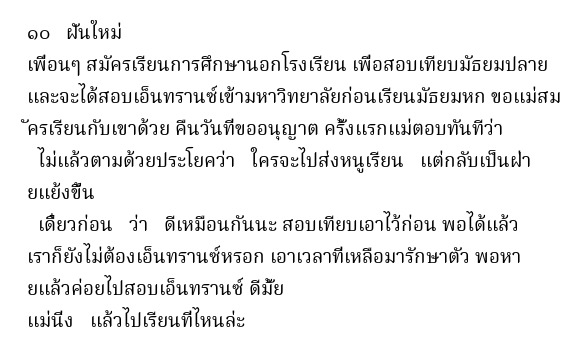 ๑๐ ฝันใหม่
เพื่อนๆ สมัครเรียนการศึกษานอกโรงเรียน เพื่อสอบเทียบมัธยมปลาย
และจะได้สอบเอ็นทรานซ์เข้ามหาวิทยาลัยก่อนเรียนมัธยมหก ขอแม่สม
ัครเรียนกับเขาด้วย คืนวันที่ขออนุญาต ครั้งแรกแม่ตอบทันทีว่า
ไม่แล้วตามด้วยประโยคว่า ใครจะไปส่งหนูเรียน แต่กลับเป็นฝ่า
ยแย้งขึ้น
เดี๋ยวก่อน ว่า ดีเหมือนกันนะ สอบเทียบเอาไว้ก่อน พอได้แล้ว
เราก็ยังไม่ต้องเอ็นทรานซ์หรอก เอาเวลาที่เหลือมารักษาตัว พอหา
ยแล้วค่อยไปสอบเอ็นทรานซ์ ดีมั้ย
แม่นิ่ง แล้วไปเรียนที่ไหนล่ะ